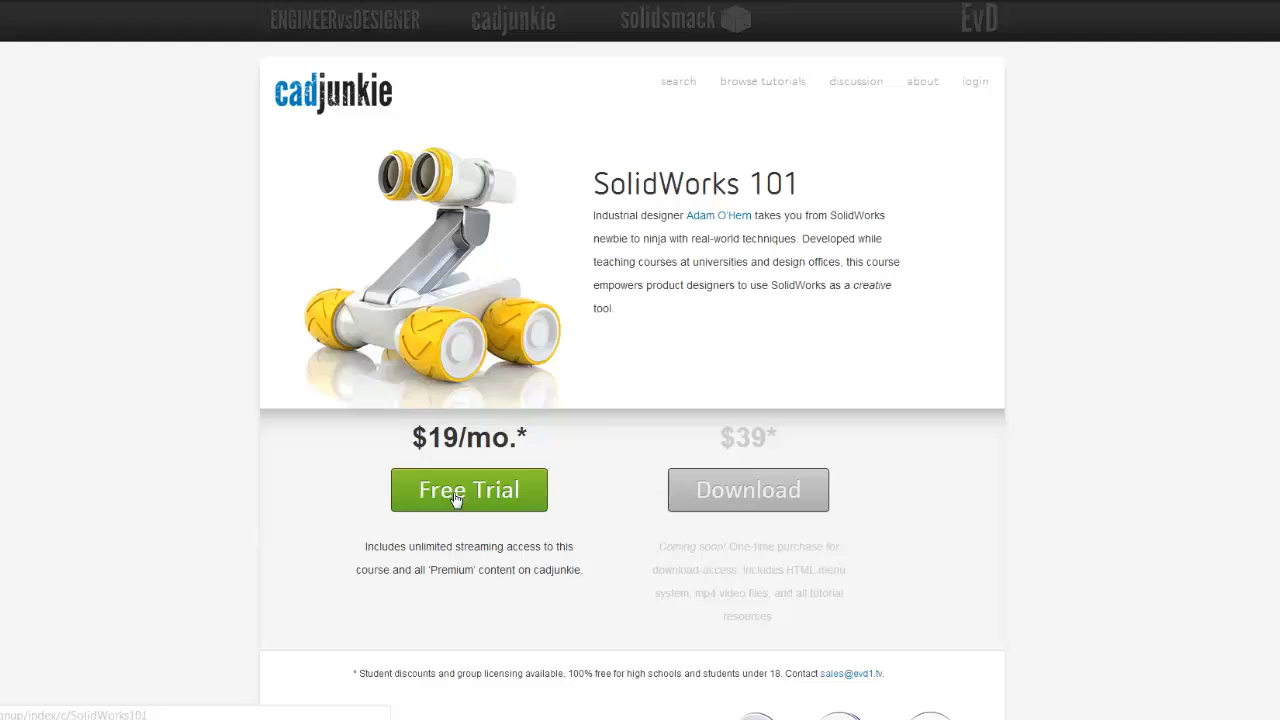 ENGINEERvsDESIGNER cadjunkie solidsmack EvD
cadjunkie
search browse tutorials discussion about login
SolidWorks 101
Industrial designer Adam O'Hern takes you from SolidWorks
newbie to ninja with real-world techniques. Developed while
teaching courses at universities and design offices, this course
empowers product designers to use SolidWorks as a creative
tool.
$19/mo.*
Free Trial
Includes unlimited streaming access to this
course and all 'Premium' content on cadjunkie.
$39*
Download
Coming soon! One-time purchase for
download-access. Includes HTML menu
system, mp4 video files, and all tutorial
resources
* Student discounts and group licensing available. 100% free for high schools and students under 18. Contact sales@evd1.tv.
nup/index/c/SolidWorks101